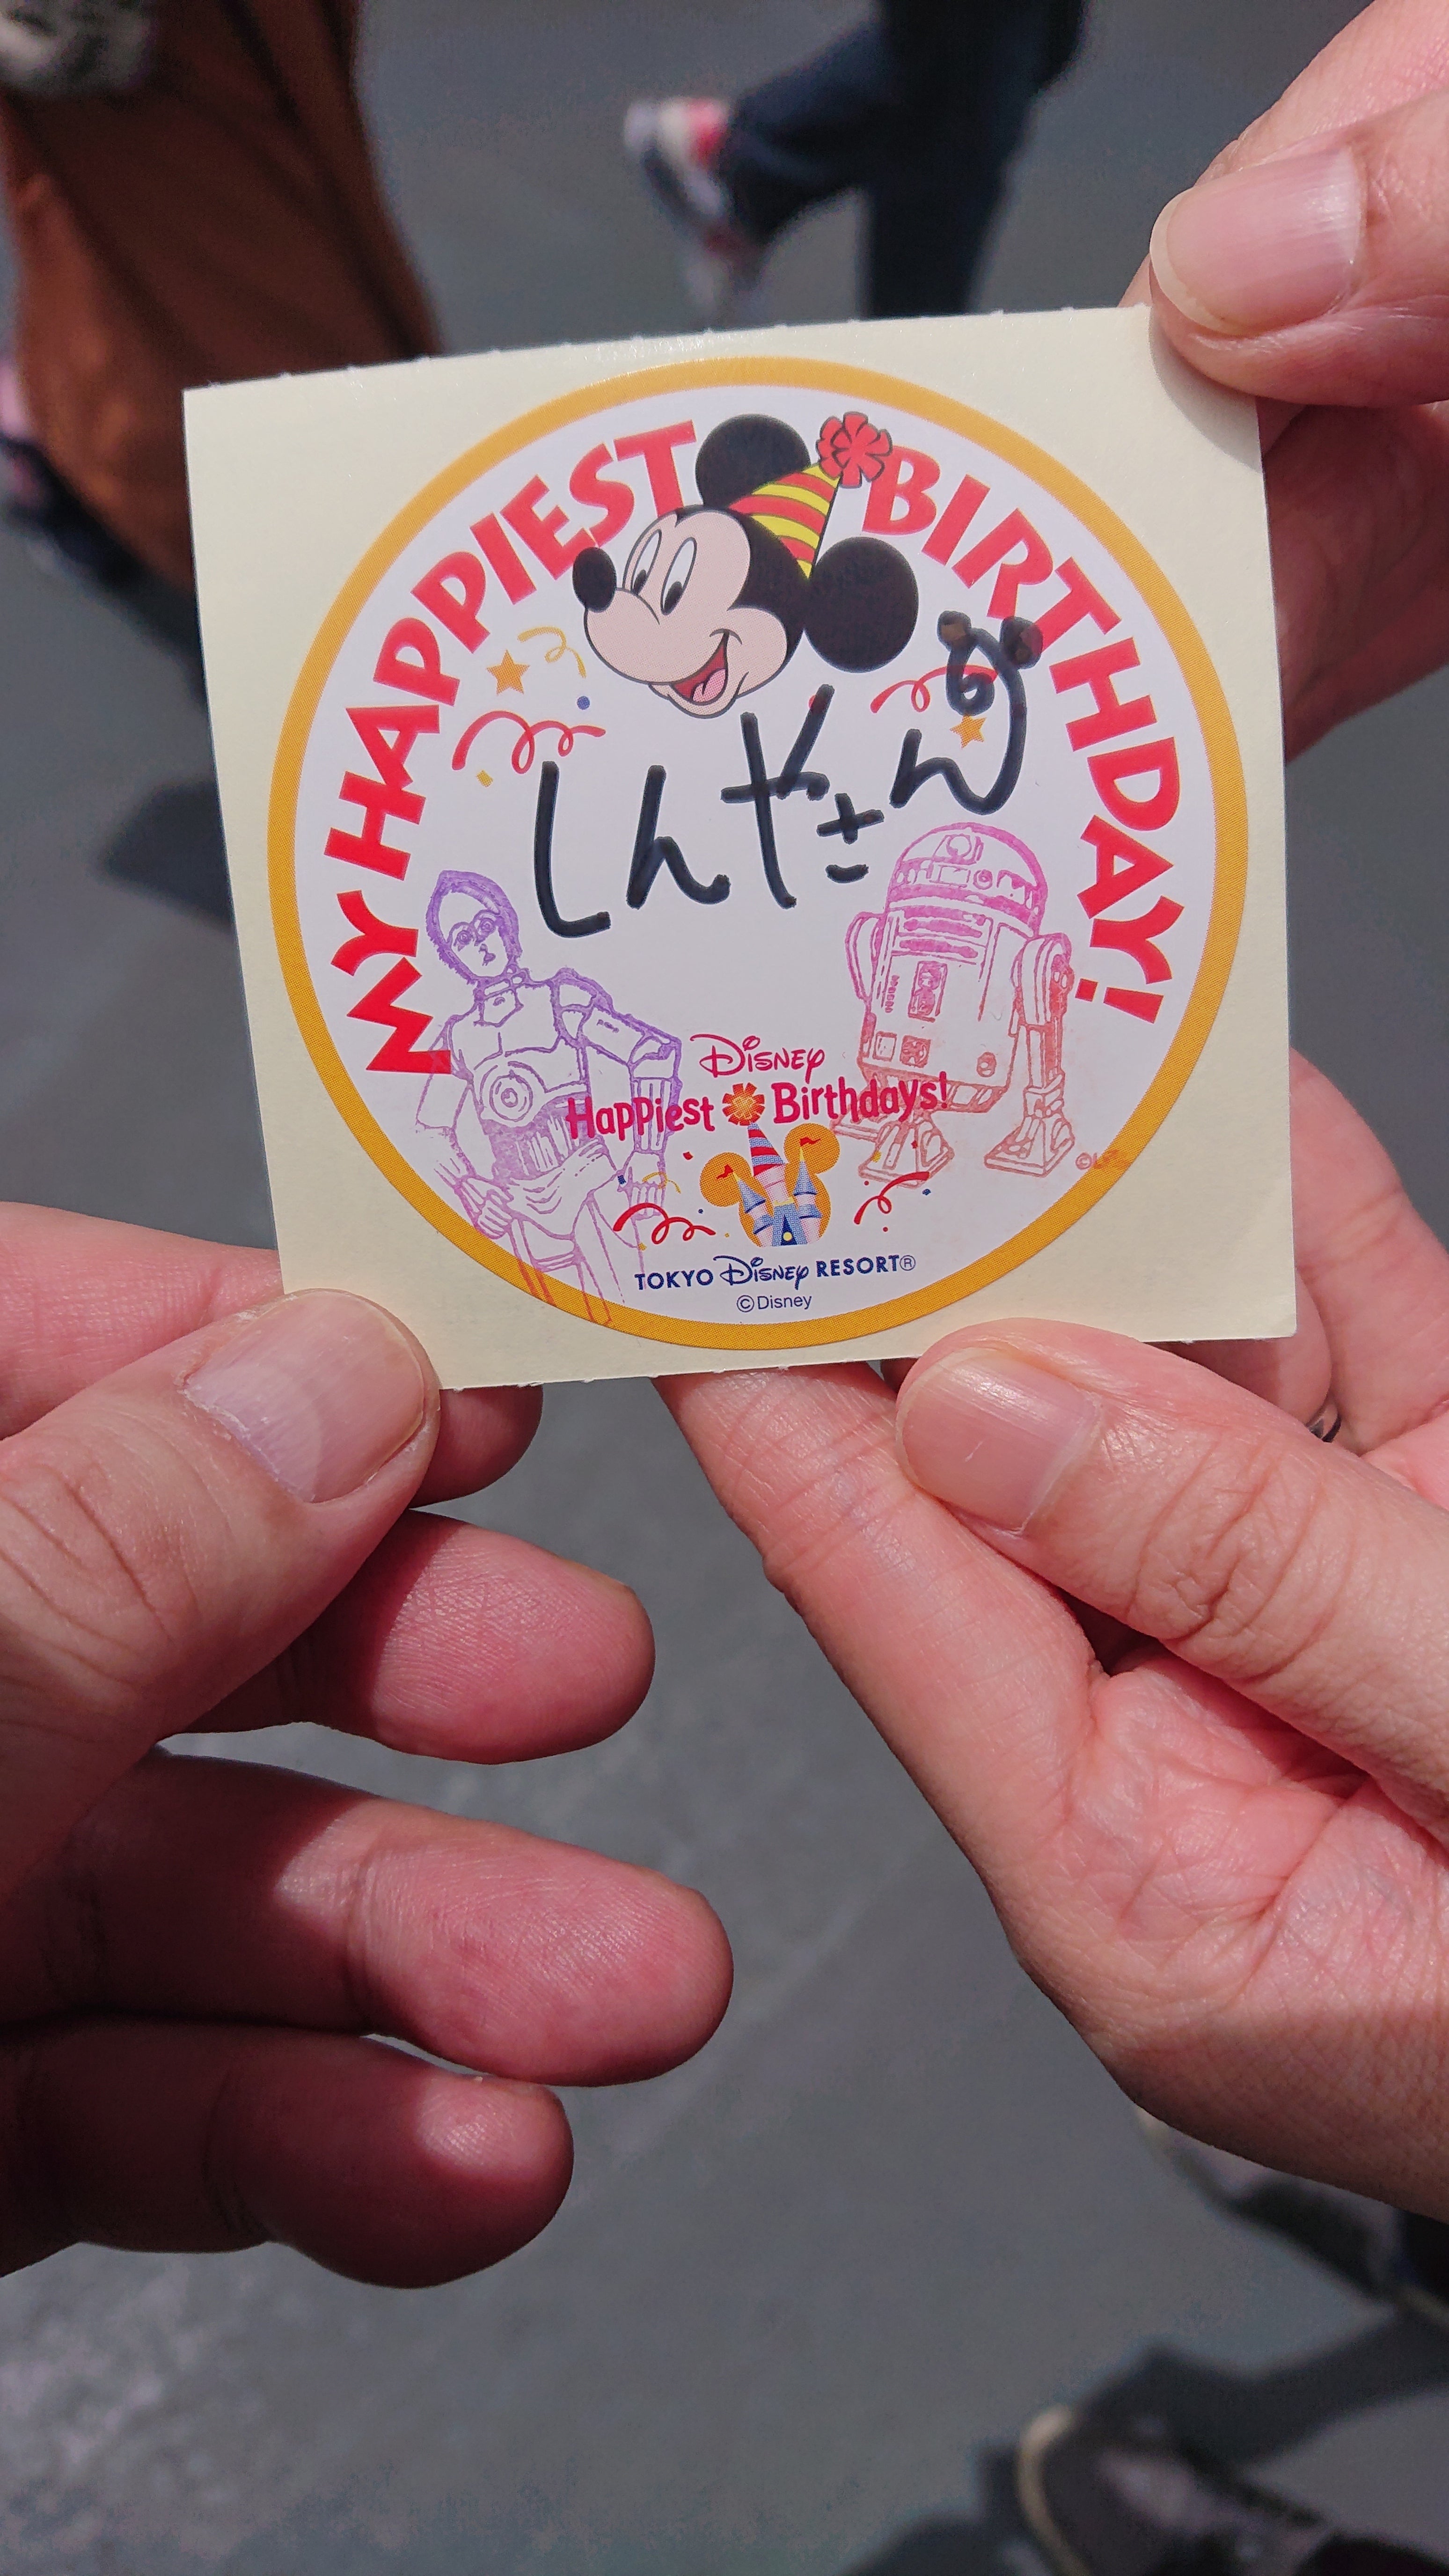 MY HAPPIEST BIRTHDAY!
しんやさん
Disney
Happiest Birthdays!
TOKYO Disney RESORT®
©Disney